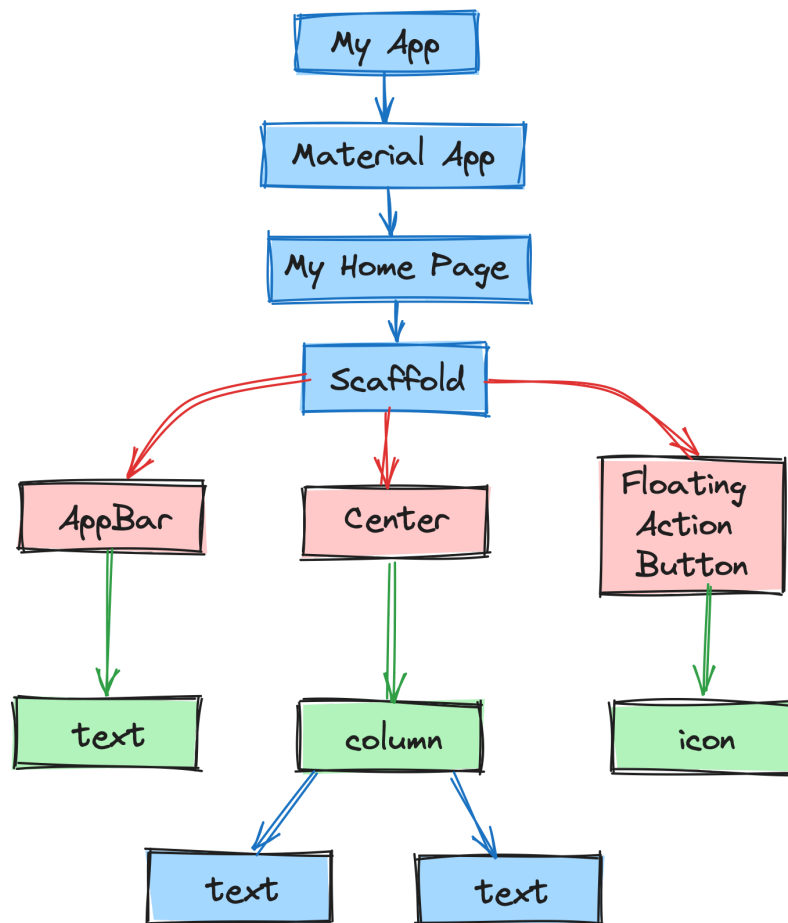 My App
Material App
My Home Page
Scaffold
AppBar
Center
Floating
Action
Button
text
column
icon
text
text